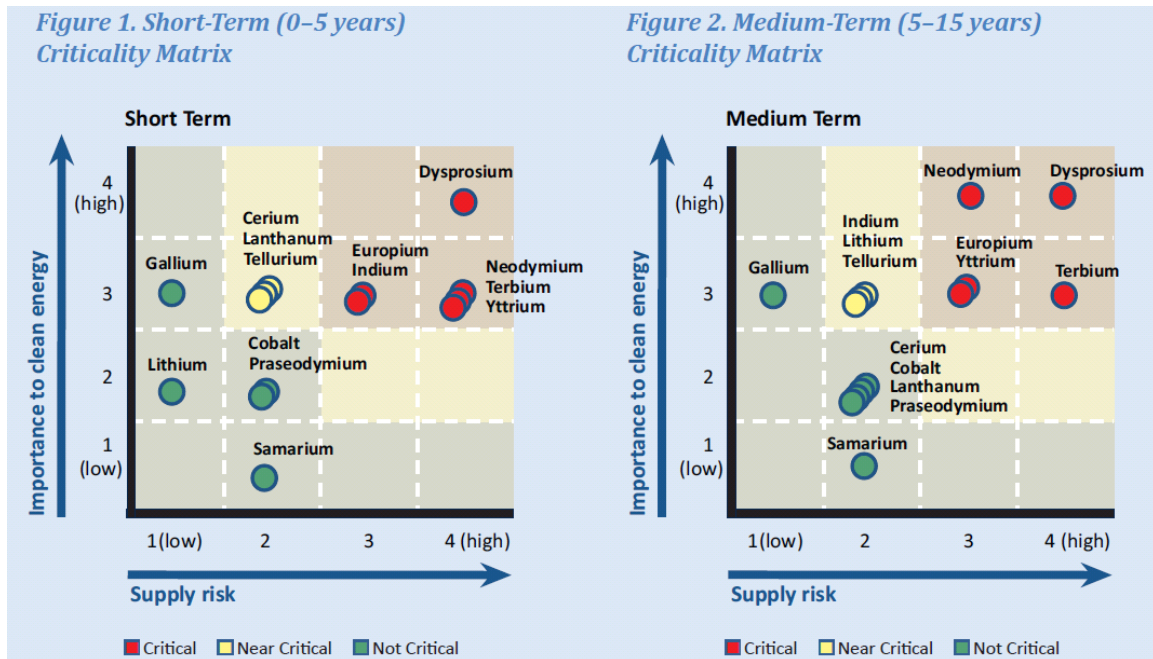 Figure 1. Short-Term (0–5 years)
Criticality Matrix
Short Term
Importance to clean energy
4
(high)
3
2
1
(low)
Dysprosium
Cerium
Lanthanum
Tellurium
Gallium
Europium
Indium
Neodymium
Terbium
Yttrium
Lithium
Cobalt
Praseodymium
Samarium
1(low)
2
3
4 (high)
Supply risk
Critical
Near Critical
Not Critical
Figure 2. Medium-Term (5–15 years)
Criticality Matrix
Medium Term
Importance to clean energy
4
(high)
3
2
1
(low)
Neodymium
Dysprosium
Indium
Lithium
Tellurium
Gallium
Europium
Yttrium
Terbium
Cerium
Cobalt
Lanthanum
Praseodymium
Samarium
1(low)
2
3
4 (high)
Supply risk
Critical
Near Critical
Not Critical